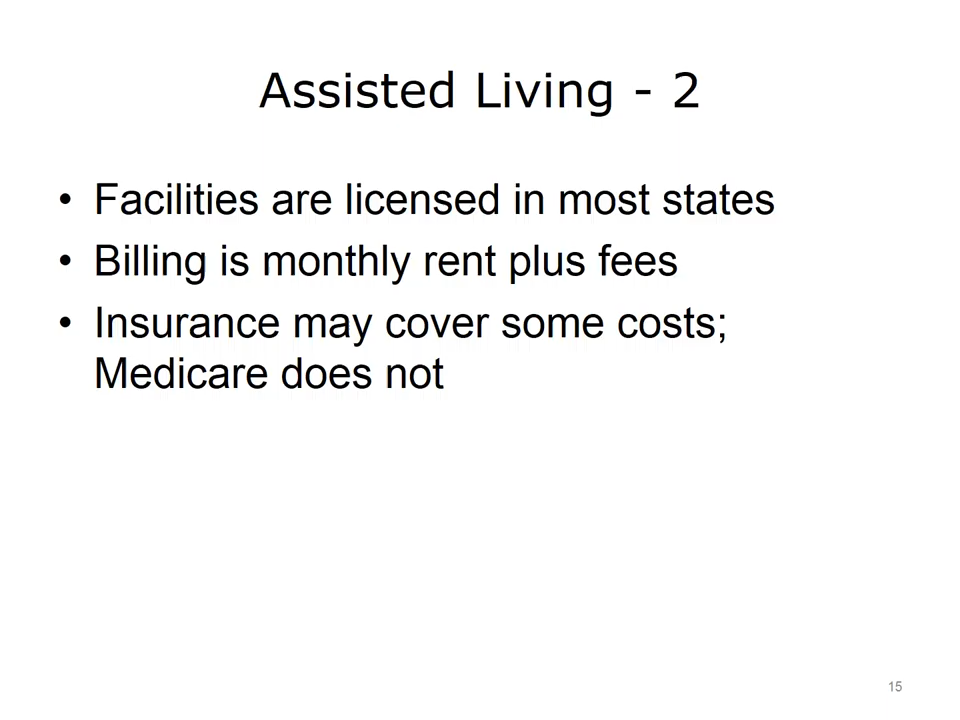 Assisted Living - 2
• Facilities are licensed in most states
• Billing is monthly rent plus fees
• Insurance may cover some costs;
Medicare does not
15